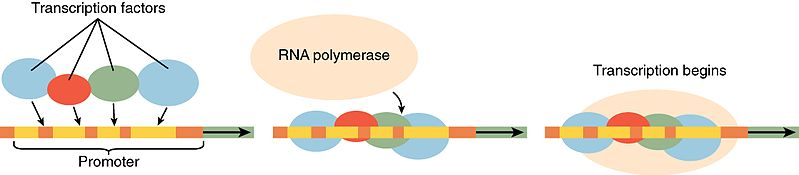 Transcription factors
Promoter
RNA polymerase
Transcription begins